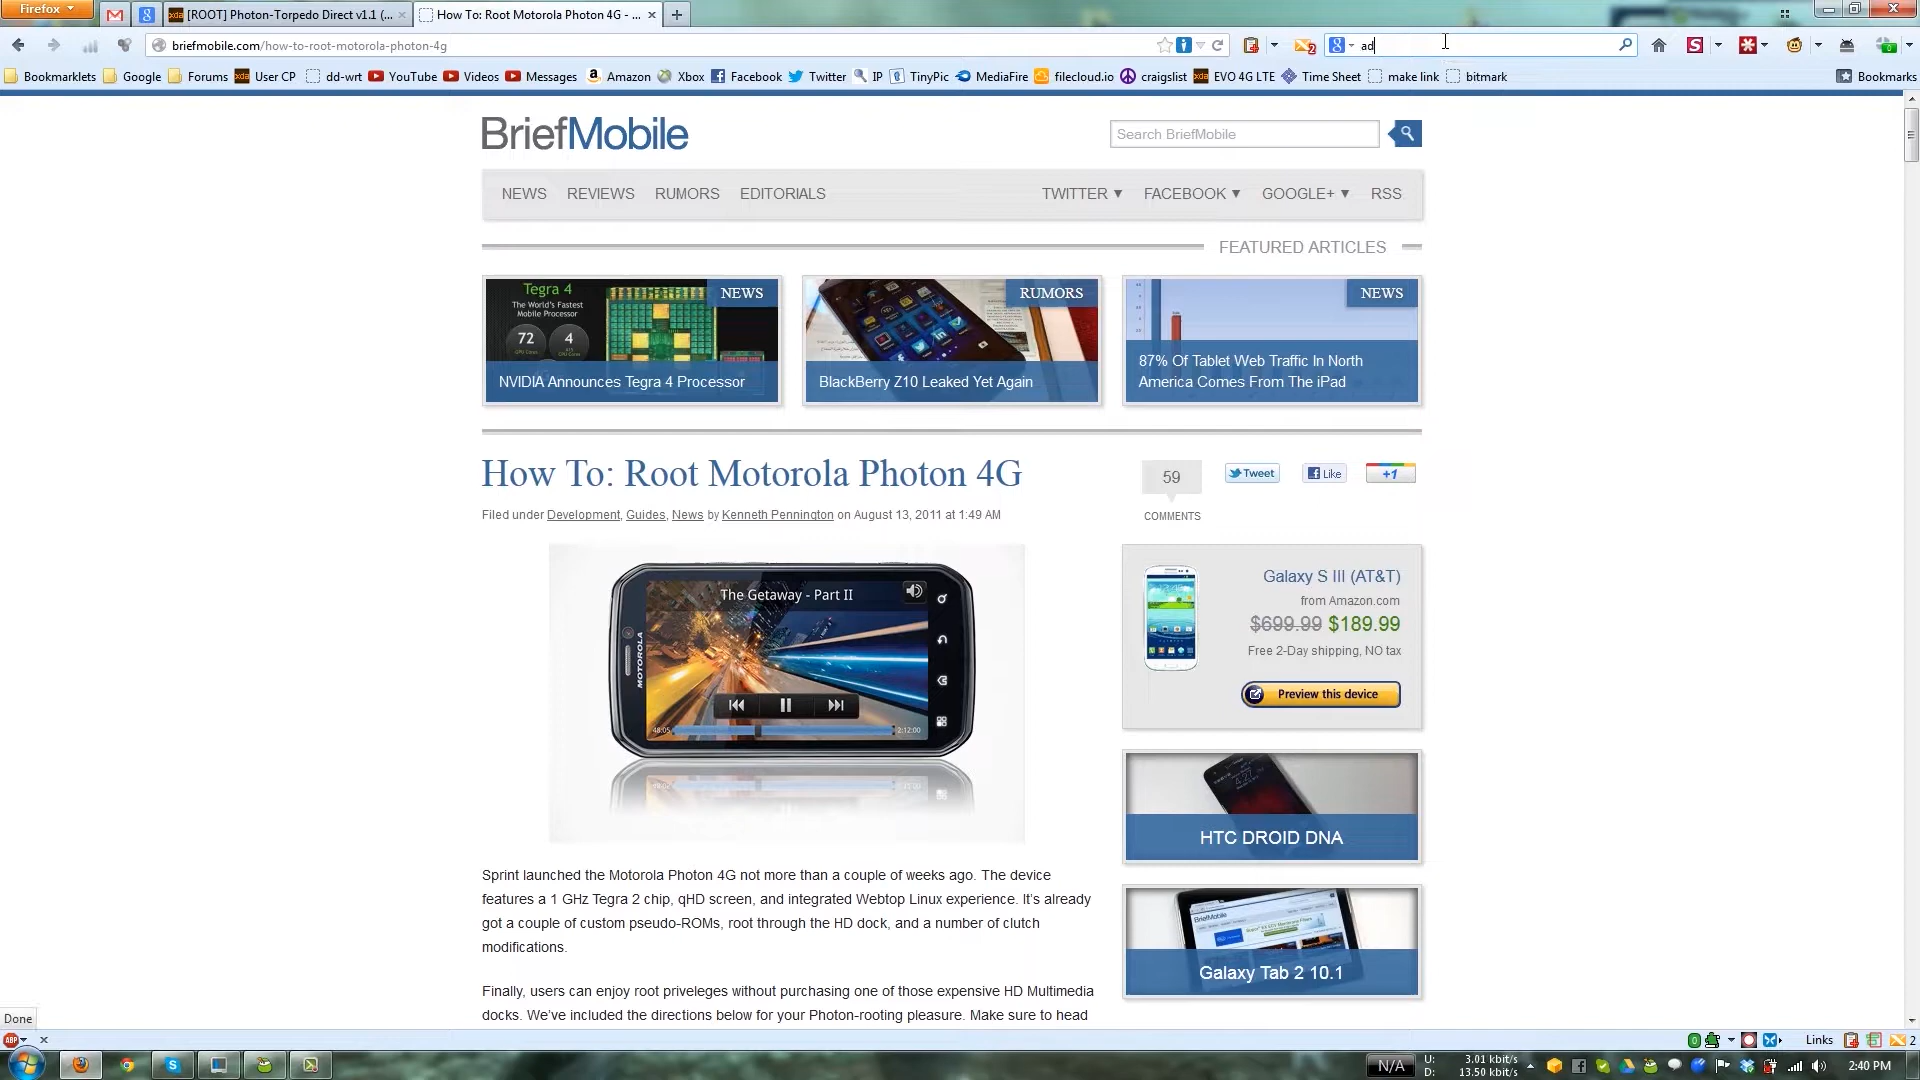 Firefox
[ROOT] Photon-Torpedo Direct v1.1 (...
How To: Root Motorola Photon 4G - ...
briefmobile.com/how-to-root-motorola-photon-4g
ad
Bookmarklets Google Forums User CP dd-wrt YouTube Videos Messages Amazon Xbox Facebook Twitter IP TinyPic MediaFire filecloud.io craigslist EVO 4G LTE Time Sheet make link bitmark Bookmarks
BriefMobile
Search BriefMobile
NEWS REVIEWS RUMORS EDITORIALS TWITTER ▼ FACEBOOK ▼ GOOGLE+ ▼ RSS
FEATURED ARTICLES
Tegra 4
The World's Fastest
Mobile Processor
72 4
NEWS
NVIDIA Announces Tegra 4 Processor
RUMORS
BlackBerry Z10 Leaked Yet Again
NEWS
87% Of Tablet Web Traffic In North
America Comes From The iPad
How To: Root Motorola Photon 4G
59
COMMENTS
Tweet
Like
+1
Filed under Development, Guides, News by Kenneth Pennington on August 13, 2011 at 1:49 AM
The Getaway - Part II
MOTOROLA
48:05
2:12:00
Galaxy S III (AT&T)
from Amazon.com
$699.99 $189.99
Free 2-Day shipping, NO tax
Preview this device
HTC DROID DNA
BriefMobile
Galaxy Tab 2 10.1
Sprint launched the Motorola Photon 4G not more than a couple of weeks ago. The device
features a 1 GHz Tegra 2 chip, qHD screen, and integrated Webtop Linux experience. It's already
got a couple of custom pseudo-ROMs, root through the HD dock, and a number of clutch
modifications.
Finally, users can enjoy root priveleges without purchasing one of those expensive HD Multimedia
docks. We've included the directions below for your Photon-rooting pleasure. Make sure to head
Done
ABP
0
Links
2
N/A
U: 3.01 kbit/s
D: 13.50 kbit/s
2:40 PM